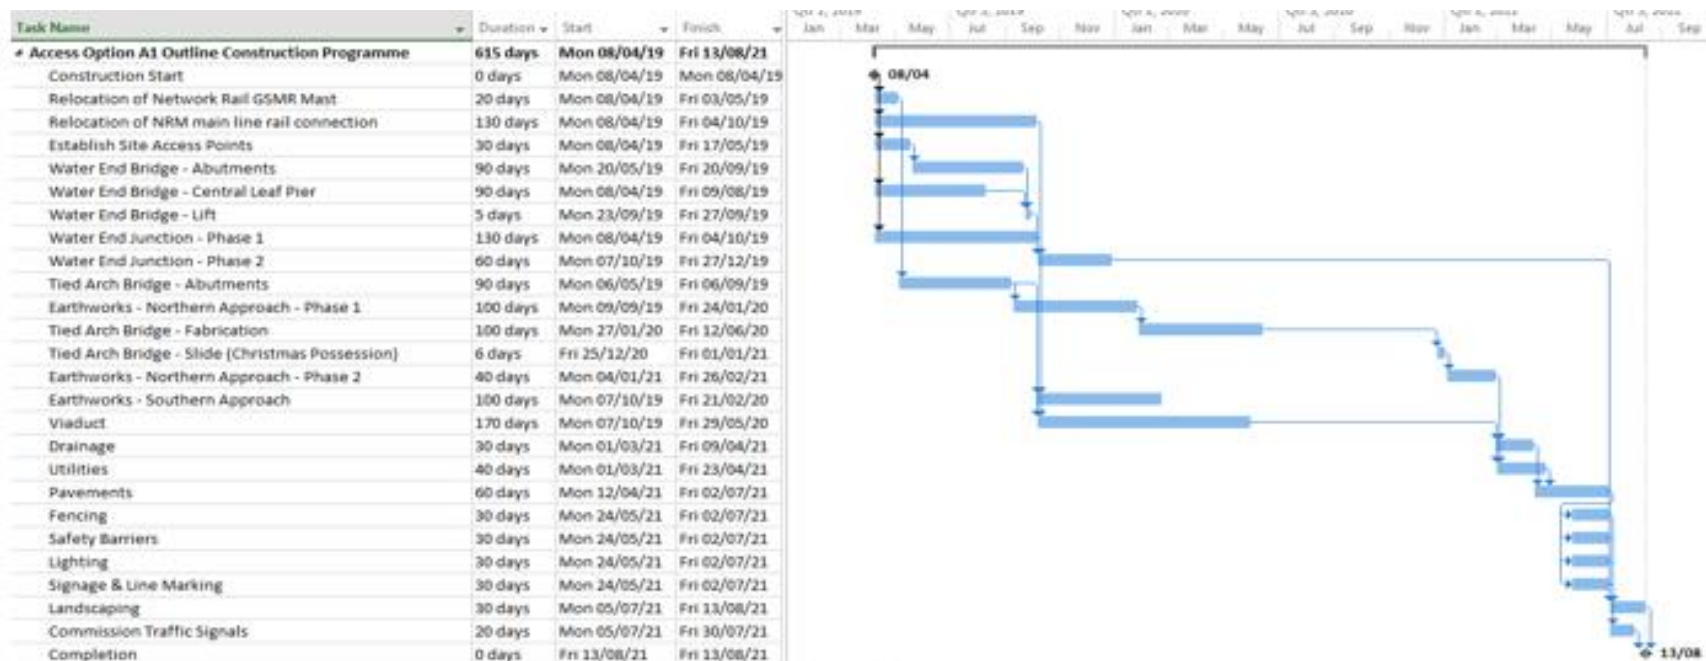 Qtr 1, 2019 Qtr 3, 2019 Qtr 1, 2020 Qtr 3, 2020 Qtr 1, 2021 Qtr 3, 2021
Task Name Duration Start Finish Jan Mar May Jul Sep Nov Jan Mar May Jul Sep Nov Jan Mar May Jul Sep
Access Option A1 Outline Construction Programme 615 days Mon 08/04/19 Fri 13/08/21
Construction Start 0 days Mon 08/04/19 Mon 08/04/19 08/04
Relocation of Network Rail GSMR Mast 20 days Mon 08/04/19 Fri 03/05/19
Relocation of NRM main line rail connection 130 days Mon 08/04/19 Fri 04/10/19
Establish Site Access Points 30 days Mon 08/04/19 Fri 17/05/19
Water End Bridge - Abutments 90 days Mon 20/05/19 Fri 20/09/19
Water End Bridge - Central Leaf Pier 90 days Mon 08/04/19 Fri 09/08/19
Water End Bridge - Lift 5 days Mon 23/09/19 Fri 27/09/19
Water End Junction - Phase 1 130 days Mon 08/04/19 Fri 04/10/19
Water End Junction - Phase 2 60 days Mon 07/10/19 Fri 27/12/19
Tied Arch Bridge - Abutments 90 days Mon 06/05/19 Fri 06/09/19
Earthworks - Northern Approach - Phase 1 100 days Mon 09/09/19 Fri 24/01/20
Tied Arch Bridge - Fabrication 100 days Mon 27/01/20 Fri 12/06/20
Tied Arch Bridge - Slide (Christmas Possession) 6 days Fri 25/12/20 Fri 01/01/21
Earthworks - Northern Approach - Phase 2 40 days Mon 04/01/21 Fri 26/02/21
Earthworks - Southern Approach 100 days Mon 07/10/19 Fri 21/02/20
Viaduct 170 days Mon 07/10/19 Fri 29/05/20
Drainage 30 days Mon 01/03/21 Fri 09/04/21
Utilities 40 days Mon 01/03/21 Fri 23/04/21
Pavements 60 days Mon 12/04/21 Fri 02/07/21
Fencing 30 days Mon 24/05/21 Fri 02/07/21
Safety Barriers 30 days Mon 24/05/21 Fri 02/07/21
Lighting 30 days Mon 24/05/21 Fri 02/07/21
Signage & Line Marking 30 days Mon 24/05/21 Fri 02/07/21
Landscaping 30 days Mon 05/07/21 Fri 13/08/21
Commission Traffic Signals 20 days Mon 05/07/21 Fri 30/07/21
Completion 0 days Fri 13/08/21 Fri 13/08/21 13/08